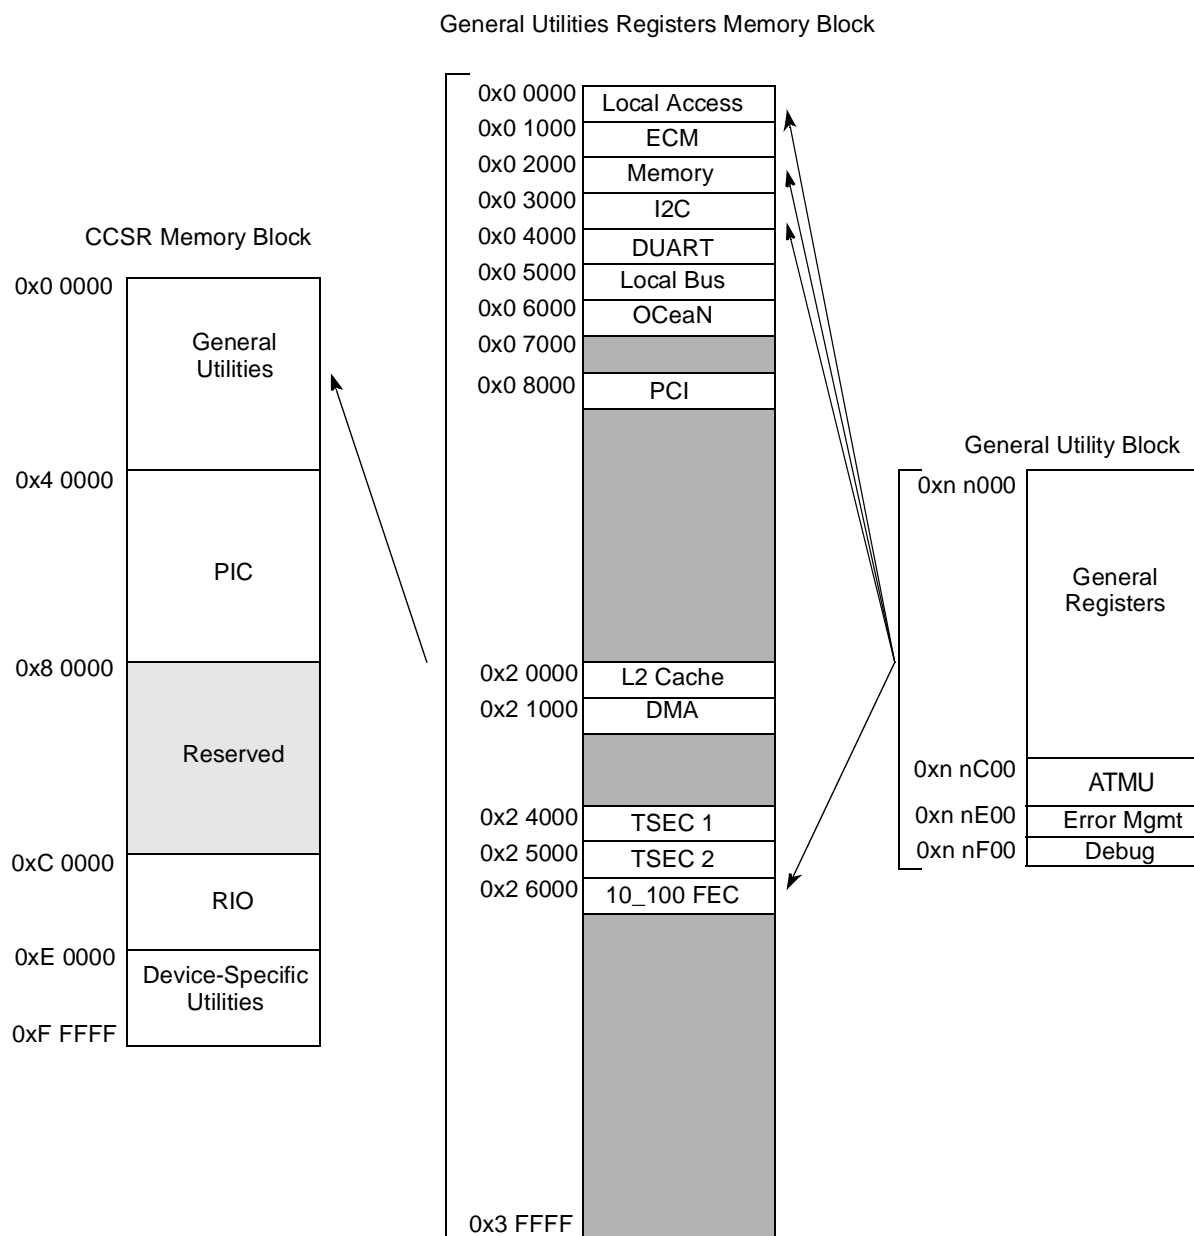 General Utilities Registers Memory Block
0x0 0000
Local Access
0x0 1000
ECM
0x0 2000
Memory
0x0 3000
I2C
0x0 4000
DUART
0x0 5000
Local Bus
0x0 6000
OCeaN
0x0 7000
0x0 8000
PCI
0x2 0000
L2 Cache
0x2 1000
DMA
0x2 4000
TSEC 1
0x2 5000
TSEC 2
0x2 6000
10_100 FEC
0x3 FFFF
CCSR Memory Block
0x0 0000
General
Utilities
0x4 0000
PIC
0x8 0000
Reserved
0xC 0000
RIO
0xE 0000
Device-Specific
Utilities
0xF FFFF
General Utility Block
0xn n000
General
Registers
0xn nC00
ATMU
0xn nE00
Error Mgmt
0xn nF00
Debug